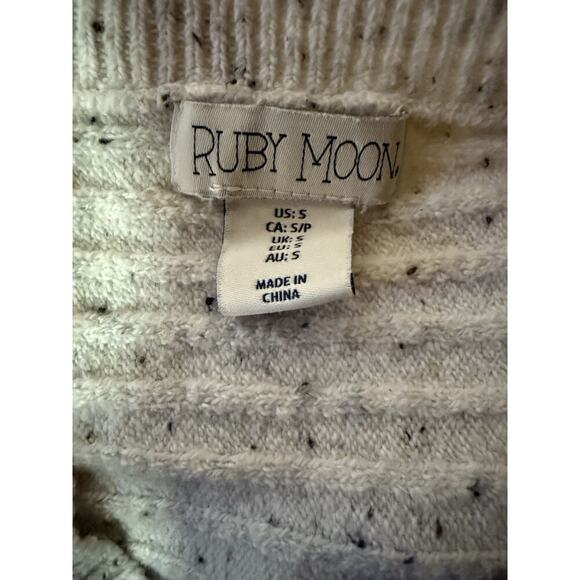 RUBY MOON.
US: S
CA: S/P
UK: S
EU: S
AU: S
MADE IN
CHINA